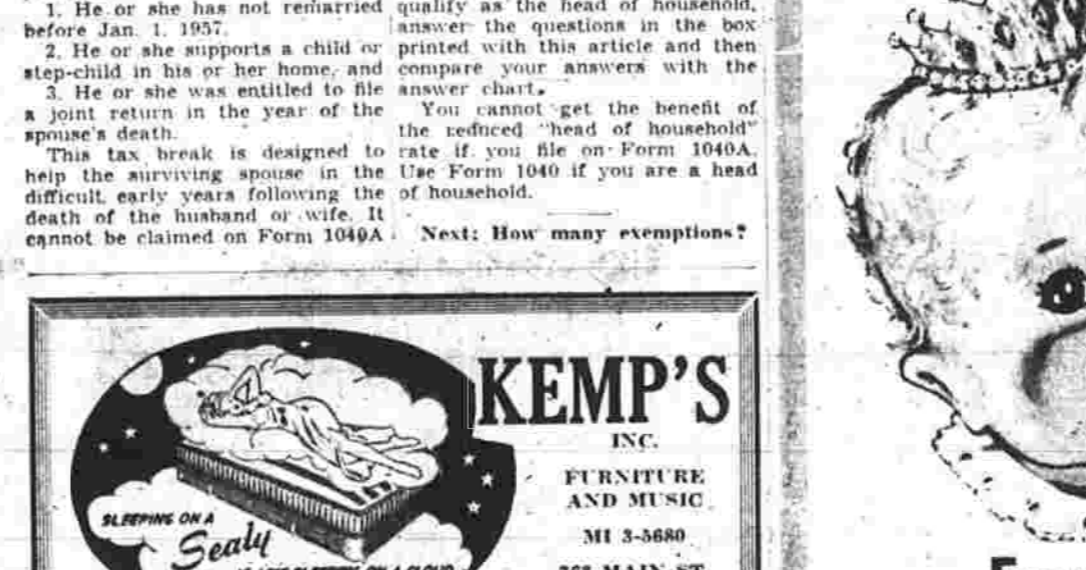 1. He or she has not remarried
before Jan. 1, 1957.
2. He or she supports a child or
step-child in his or her home, and
3. He or she was entitled to file
a joint return in the year of the
spouse's death.
This tax break is designed to
help the surviving spouse in the
difficult early years following the
death of the husband or wife. It
cannot be claimed on Form 1040A
qualify as the head of household,
answer the questions in the box
printed with this article and then
compare your answers with the
answer chart.
You cannot get the benefit of
the reduced "head of household"
rate if you file on Form 1040A.
Use Form 1040 if you are a head
of household.
Next: How many exemptions?
KEMP'S
INC.
FURNITURE
AND MUSIC
MI 3-5680
MAIN ST.
SLEEPING ON A
Sealy
SLEEPING ON A CLOUD